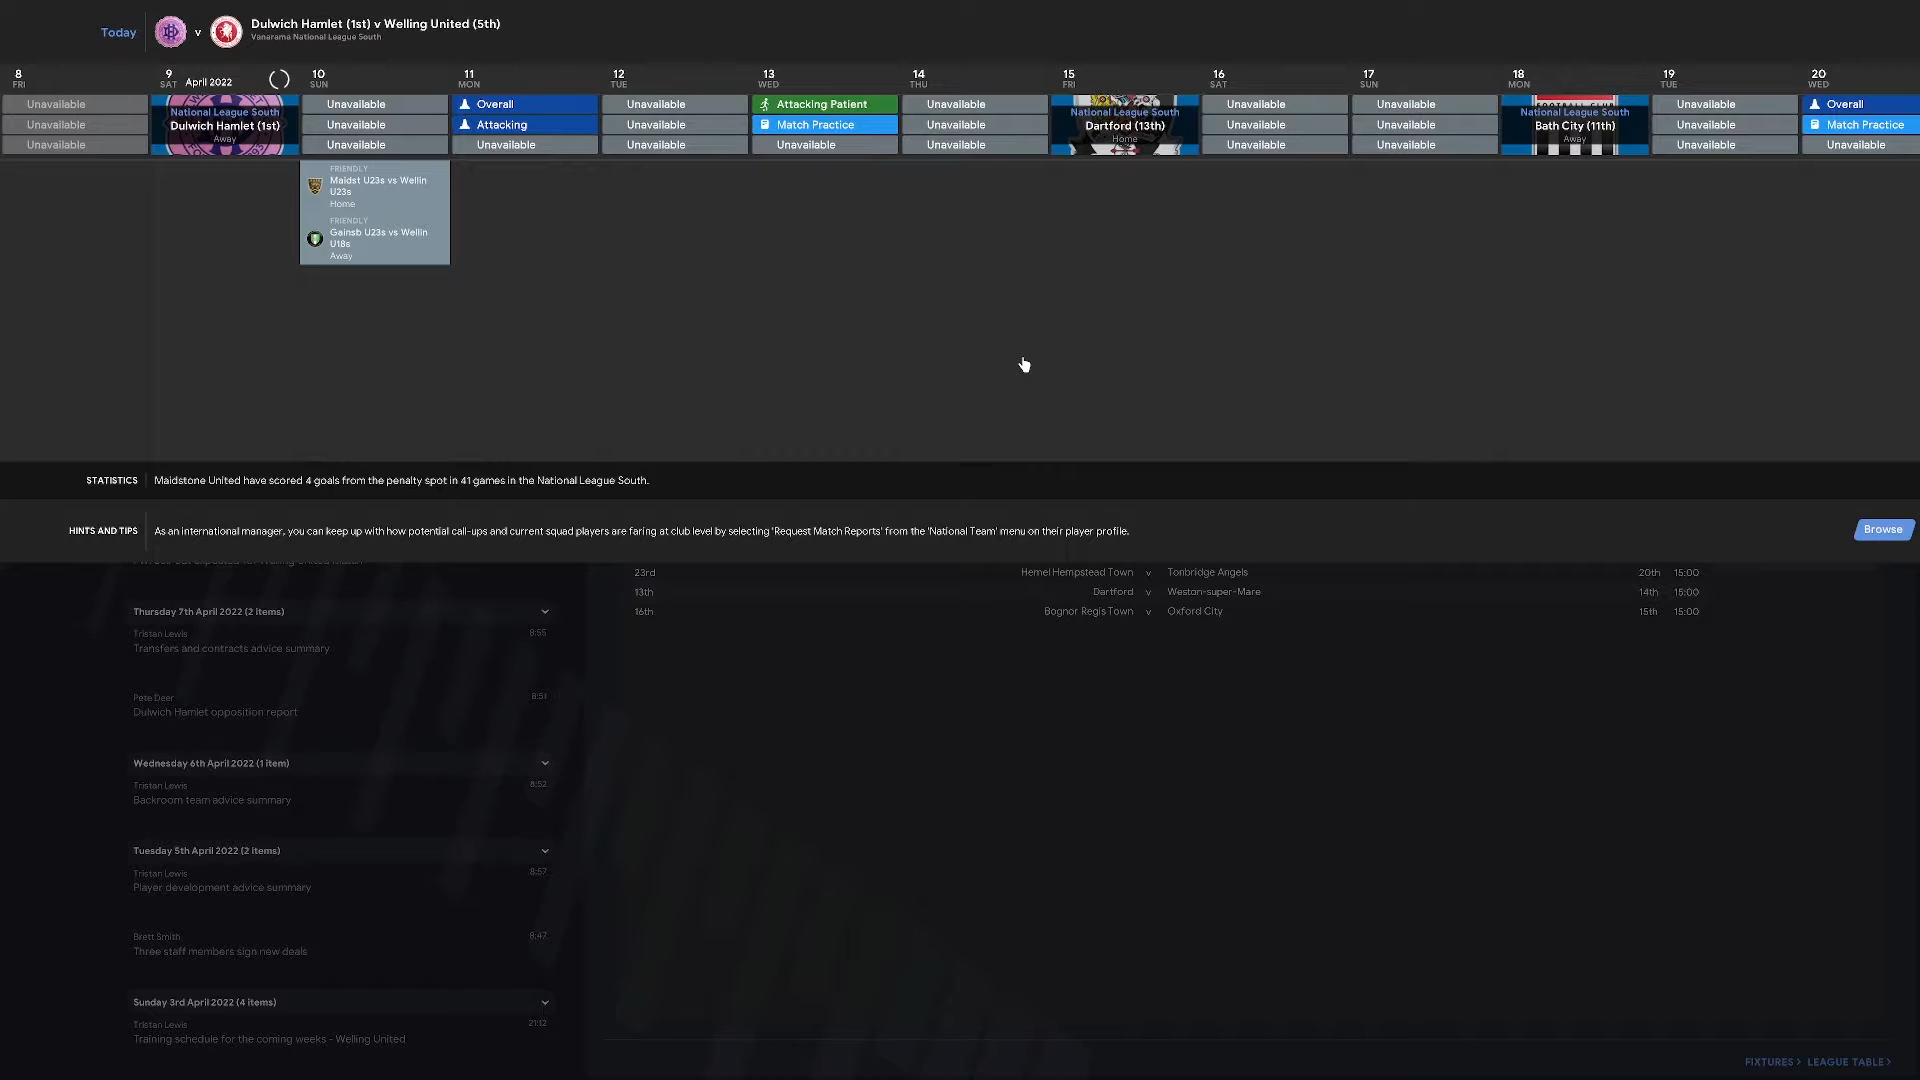 Today
v
Dulwich Hamlet (1st) v Welling United (5th)
Vanarama National League South
8
FRI
9
SAT
April 2022
10
SUN
11
MON
12
TUE
13
WED
14
THU
15
FRI
16
SAT
17
SUN
18
MON
19
TUE
20
WED
Unavailable
Unavailable
Unavailable
National League South
Dulwich Hamlet (1st)
Away
Unavailable
Unavailable
Unavailable
Overall
Attacking
Unavailable
Unavailable
Unavailable
Unavailable
Attacking Patient
Match Practice
Unavailable
Unavailable
Unavailable
Unavailable
National League South
Dartford (13th)
Home
Unavailable
Unavailable
Unavailable
Unavailable
Unavailable
Unavailable
National League South
Bath City (11th)
Away
Unavailable
Unavailable
Unavailable
Overall
Match Practice
Unavailable
FRIENDLY
Maidst U23s vs Wellin
U23s
Home
FRIENDLY
Gainsb U23s vs Wellin
U18s
Away
STATISTICS
Maidstone United have scored 4 goals from the penalty spot in 41 games in the National League South.
HINTS AND TIPS
As an international manager, you can keep up with how potential call-ups and current squad players are faring at club level by selecting 'Request Match Reports' from the 'National Team' menu on their player profile.
Browse
23rd Hemel Hempstead Town v Tonbridge Angels 20th 15:00
13th Dartford v Weston-super-Mare 14th 15:00
16th Bognor Regis Town v Oxford City 15th 15:00
Thursday 7th April 2022 (2 items)
Tristan Lewis 8:55
Transfers and contracts advice summary
Pete Deer 8:51
Dulwich Hamlet opposition report
Wednesday 6th April 2022 (1 item)
Tristan Lewis 8:52
Backroom team advice summary
Tuesday 5th April 2022 (2 items)
Tristan Lewis 8:57
Player development advice summary
Brett Smith 8:47
Three staff members sign new deals
Sunday 3rd April 2022 (4 items)
Tristan Lewis 21:12
Training schedule for the coming weeks - Welling United
FIXTURES > LEAGUE TABLE >